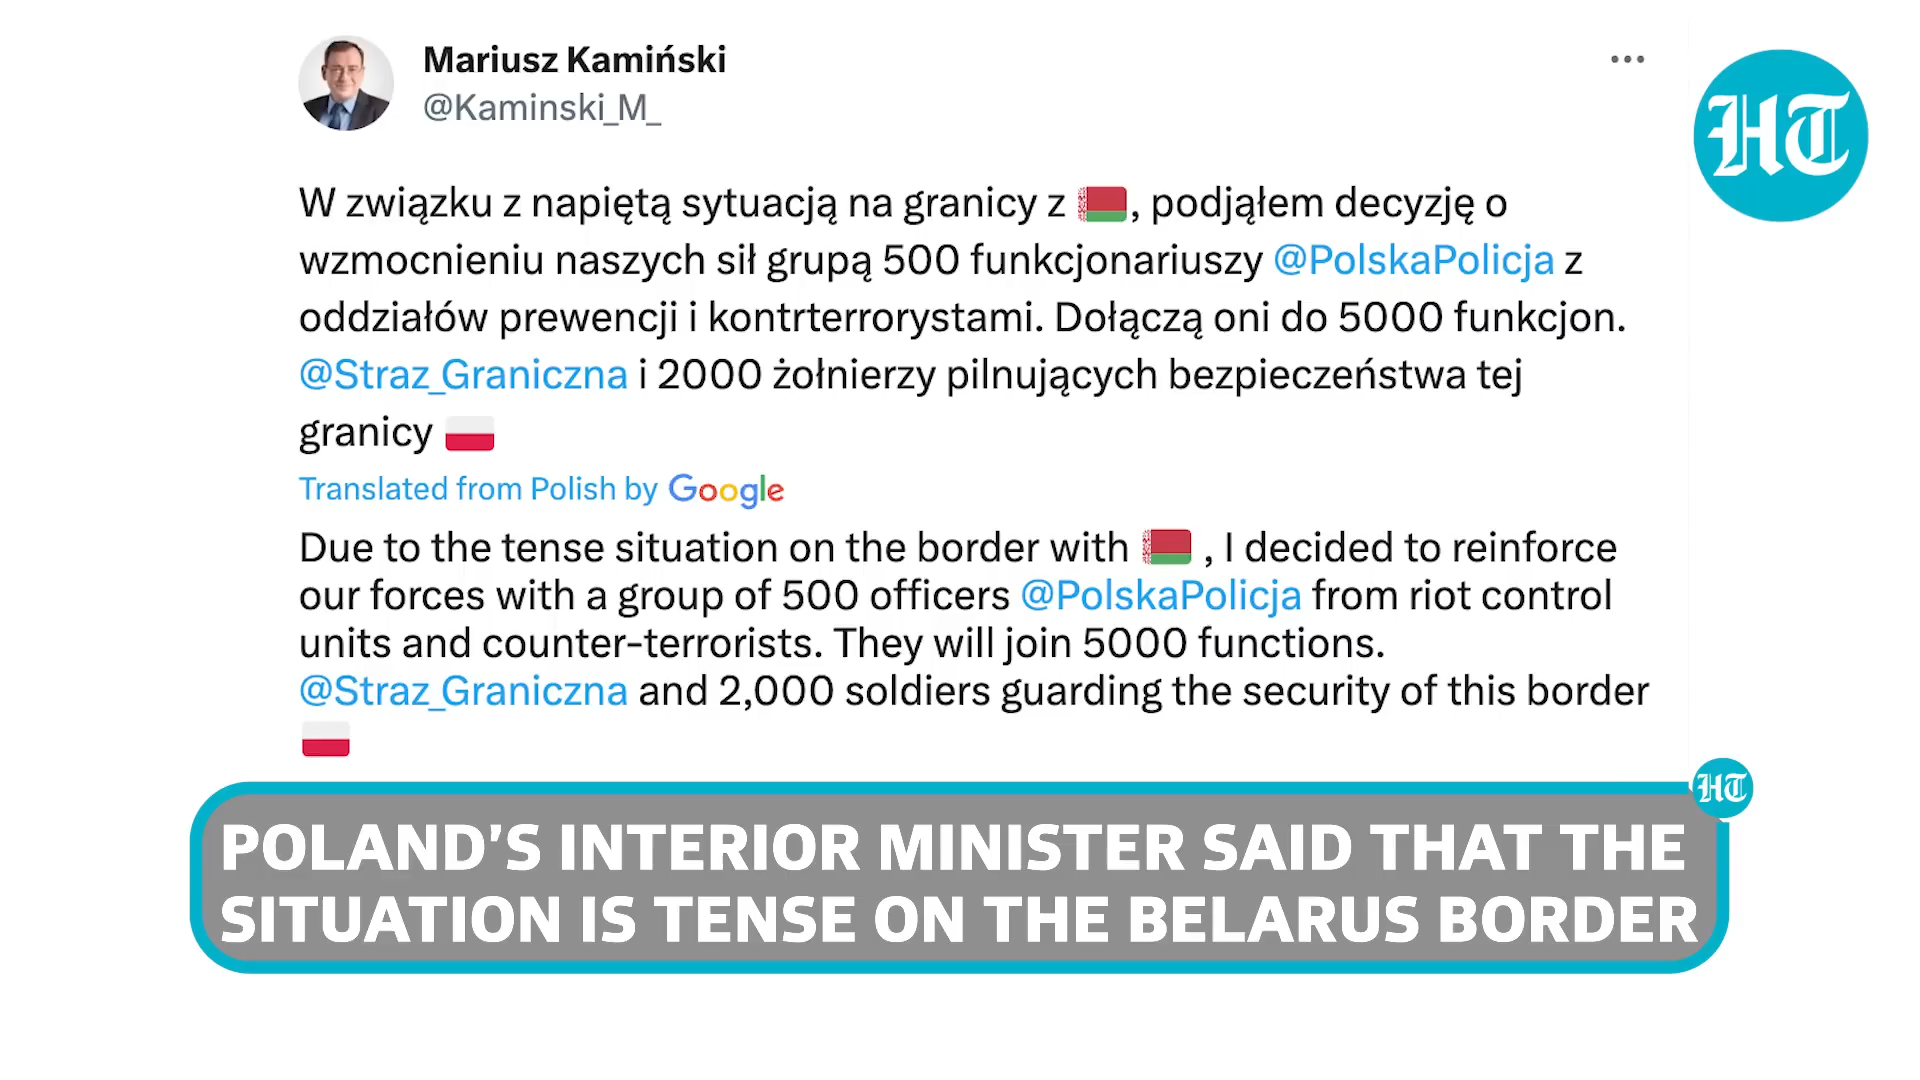 Mariusz Kamiński
@Kaminski_M_
HT
W związku z napiętą sytuacją na granicy z 🇧🇾, podjąłem decyzję o
wzmocnieniu naszych sił grupą 500 funkcjonariuszy @PolskaPolicja z
oddziałów prewencji i kontrterrorystami. Dołączą oni do 5000 funkcjon.
@Straz_Graniczna i 2000 żołnierzy pilnujących bezpieczeństwa tej
granicy 🇵🇱
Translated from Polish by Google
Due to the tense situation on the border with 🇧🇾 , I decided to reinforce
our forces with a group of 500 officers @PolskaPolicja from riot control
units and counter-terrorists. They will join 5000 functions.
@Straz_Graniczna and 2,000 soldiers guarding the security of this border
🇵🇱
HT
POLAND’S INTERIOR MINISTER SAID THAT THE
SITUATION IS TENSE ON THE BELARUS BORDER